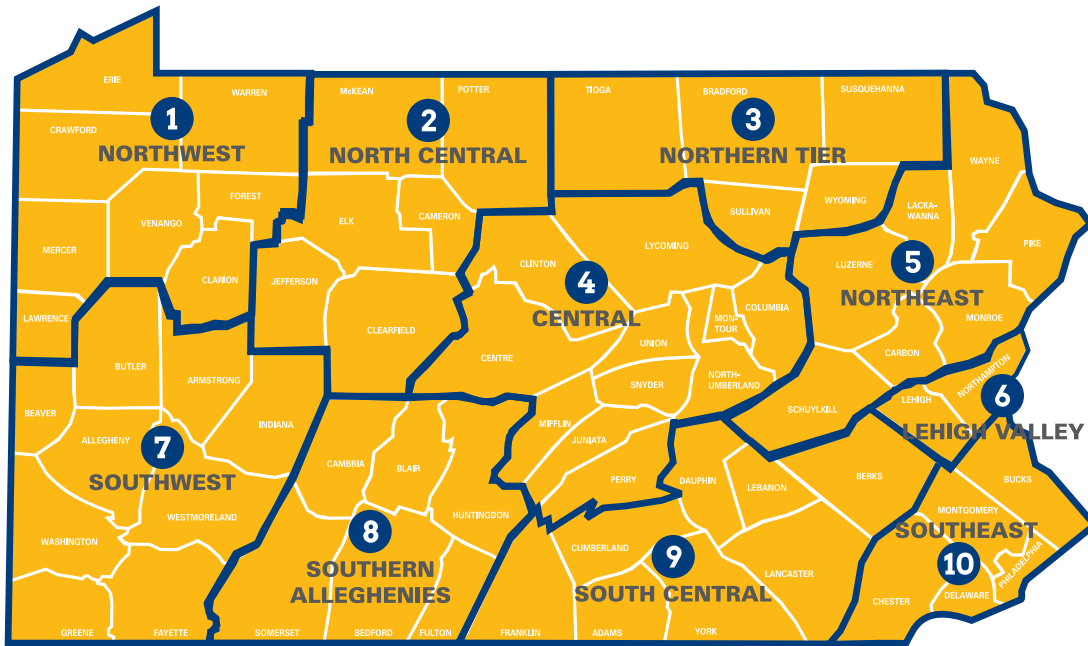 ERIE
WARREN
McKEAN
POTTER
TIOGA
BRADFORD
SUSQUEHANNA
CRAWFORD
1
NORTHWEST
2
NORTH CENTRAL
3
NORTHERN TIER
WAYNE
FOREST
VENANGO
ELK
CAMERON
SULLIVAN
WYOMING
LACKA-
WANNA
MERCER
CLARION
JEFFERSON
CLINTON
LYCOMING
LUZERNE
PIKE
4
CENTRAL
5
NORTHEAST
LAWRENCE
CLEARFIELD
COLUMBIA
MON-
TOUR
MONROE
BUTLER
CENTRE
UNION
CARBON
ARMSTRONG
SNYDER
NORTH-
UMBERLAND
NORTHAMPTON
BEAVER
INDIANA
MIFFLIN
SCHUYLKILL
LEHIGH
6
LEHIGH VALLEY
ALLEGHENY
7
SOUTHWEST
JUNIATA
CAMBRIA
BLAIR
PERRY
DAUPHIN
LEBANON
BERKS
BUCKS
WESTMORELAND
HUNTINGDON
MONTGOMERY
WASHINGTON
8
SOUTHERN
ALLEGHENIES
CUMBERLAND
9
SOUTH CENTRAL
LANCASTER
SOUTHEAST
10
PHILADELPHIA
CHESTER
DELAWARE
GREENE
FAYETTE
SOMERSET
BEDFORD
FULTON
FRANKLIN
ADAMS
YORK